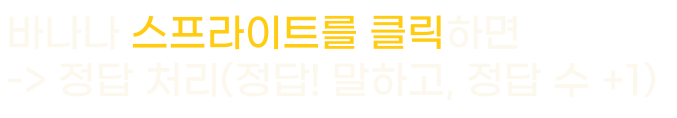 바나나 스프라이트를 클릭하면
-> 정답 처리(정답! 말하고, 정답 수 +1)